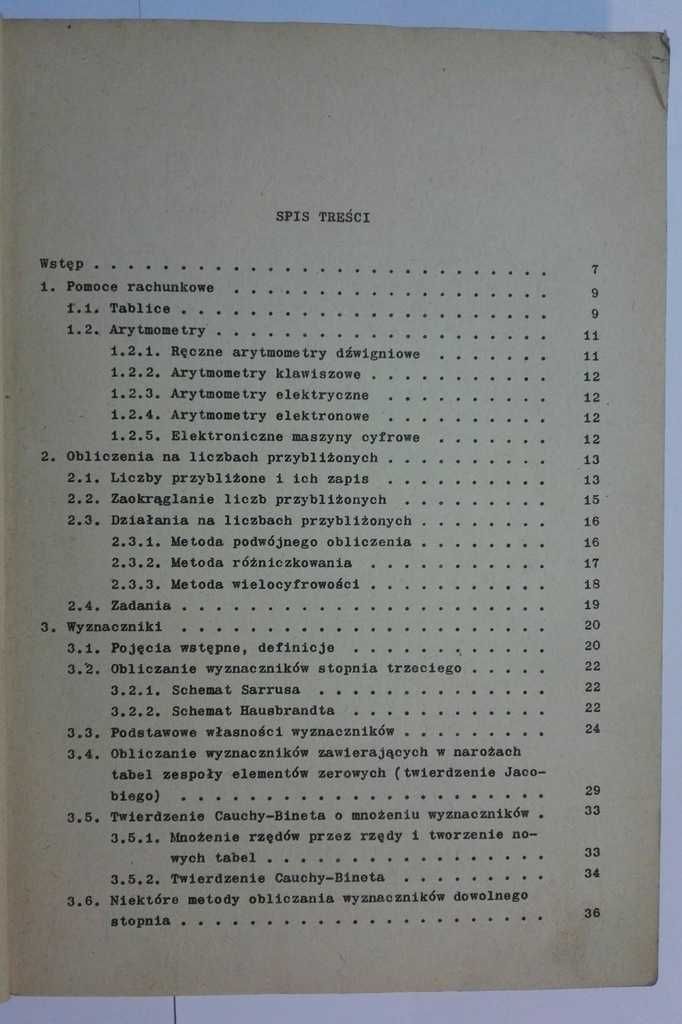 SPIS TREŚCI
Wstęp . . . . . . . . . . . . . . . . . . . . . . . . . . . 7
1. Pomoce rachunkowe . . . . . . . . . . . . . . . . . . . 9
1.1. Tablice . . . . . . . . . . . . . . . . . . . . . . 9
1.2. Arytmometry . . . . . . . . . . . . . . . . . . . . 11
1.2.1. Ręczne arytmometry dźwigniowe . . . . . . . 11
1.2.2. Arytmometry klawiszowe . . . . . . . . . . . 12
1.2.3. Arytmometry elektryczne . . . . . . . . . . 12
1.2.4. Arytmometry elektronowe . . . . . . . . . . 12
1.2.5. Elektroniczne maszyny cyfrowe . . . . . . . 12
2. Obliczenia na liczbach przybliżonych . . . . . . . . . . 13
2.1. Liczby przybliżone i ich zapis . . . . . . . . . . 13
2.2. Zaokrąglanie liczb przybliżonych . . . . . . . . . 15
2.3. Działania na liczbach przybliżonych . . . . . . . . 16
2.3.1. Metoda podwójnego obliczenia . . . . . . . . 16
2.3.2. Metoda różniczkowania . . . . . . . . . . . 17
2.3.3. Metoda wielocyfrowości . . . . . . . . . . . 18
2.4. Zadania . . . . . . . . . . . . . . . . . . . . . . 19
3. Wyznaczniki . . . . . . . . . . . . . . . . . . . . . . 20
3.1. Pojęcia wstępne, definicje . . . . . . . . . . . . 20
3.2. Obliczanie wyznaczników stopnia trzeciego . . . . . 22
3.2.1. Schemat Sarrusa . . . . . . . . . . . . . . 22
3.2.2. Schemat Hausbrandta . . . . . . . . . . . . 22
3.3. Podstawowe własności wyznaczników . . . . . . . . . 24
3.4. Obliczanie wyznaczników zawierających w narożach
tabel zespoły elementów zerowych (twierdzenie Jaco-
biego) . . . . . . . . . . . . . . . . . . . . . . 29
3.5. Twierdzenie Cauchy-Bineta o mnożeniu wyznaczników . 33
3.5.1. Mnożenie rzędów przez rzędy i tworzenie no-
wych tabel . . . . . . . . . . . . . . . . . 33
3.5.2. Twierdzenie Cauchy-Bineta . . . . . . . . . 34
3.6. Niektóre metody obliczania wyznaczników dowolnego
stopnia . . . . . . . . . . . . . . . . . . . . . . 36